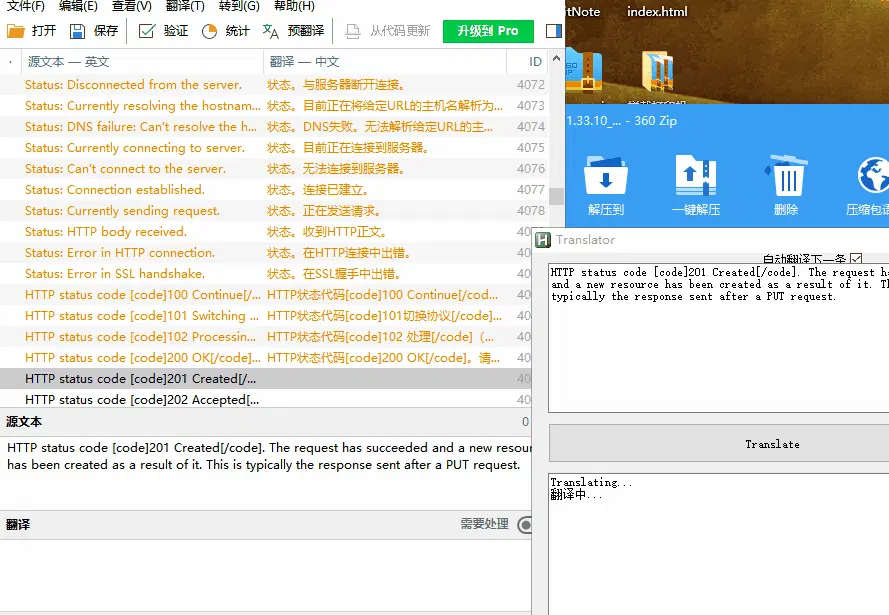 文件(F) 编辑(E) 查看(V) 翻译(T) 转到(G) 帮助(H)
打开 保存 验证 统计 预翻译 从代码更新 升级到 Pro
源文本 — 英文 翻译 — 中文 ID
Status: Disconnected from the server. 状态。与服务器断开连接。 4072
Status: Currently resolving the hostnam... 状态。目前正在将给定URL的主机名解析为... 4073
Status: DNS failure: Can't resolve the h... 状态。DNS失败。无法解析给定URL的主... 4074
Status: Currently connecting to server. 状态。目前正在连接到服务器。 4075
Status: Can't connect to the server. 状态。无法连接到服务器。 4076
Status: Connection established. 状态。连接已建立。 4077
Status: Currently sending request. 状态。正在发送请求。 4078
Status: HTTP body received. 状态。收到HTTP正文。 40
Status: Error in HTTP connection. 状态。在HTTP连接中出错。 40
Status: Error in SSL handshake. 状态。在SSL握手中出错。 40
HTTP status code [code]100 Continue[/... HTTP状态代码[code]100 Continue[/cod... 40
HTTP status code [code]101 Switching ... HTTP状态代码[code]101切换协议[/code]... 40
HTTP status code [code]102 Processin... HTTP状态代码[code]102 处理[/code]（... 40
HTTP status code [code]200 OK[/code]... HTTP状态代码[code]200 OK[/code]。请... 40
HTTP status code [code]201 Created[/... 40
HTTP status code [code]202 Accepted[... 40
源文本 0
HTTP status code [code]201 Created[/code]. The request has succeeded and a new resour
has been created as a result of it. This is typically the response sent after a PUT request.
翻译 需要处理
itNote index.html
1.33.10_... - 360 Zip
解压到 一键解压 删除 压缩包
Translator
自动翻译下一条
HTTP status code [code]201 Created[/code]. The request h
and a new resource has been created as a result of it. Th
typically the response sent after a PUT request.
Translate
Translating...
翻译中...